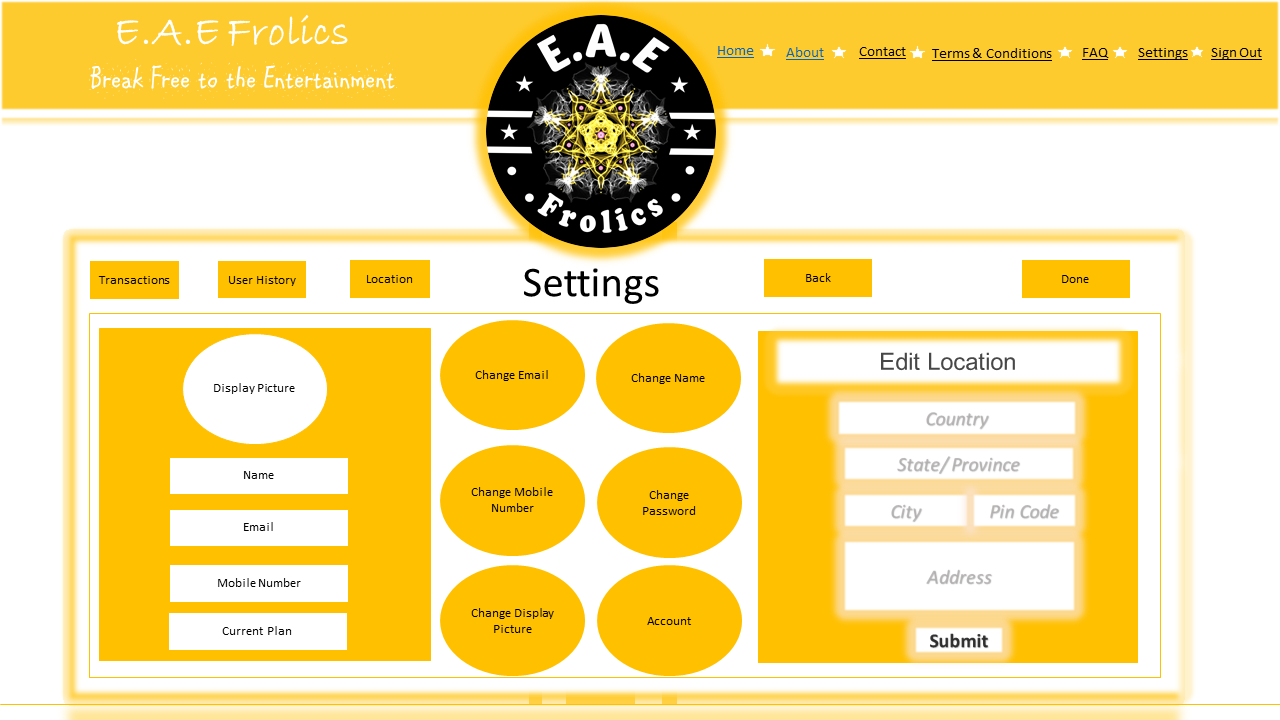 E.A.E Frolics
Break Free to the Entertainment
E.A.E
Frolics
Home About Contact Terms & Conditions FAQ Settings Sign Out
Transactions User History Location Settings Back Done
Display Picture
Name
Email
Mobile Number
Current Plan
Change Email
Change Name
Change Mobile
Number
Change
Password
Change Display
Picture
Account
Edit Location
Country
State/ Province
City Pin Code
Address
Submit